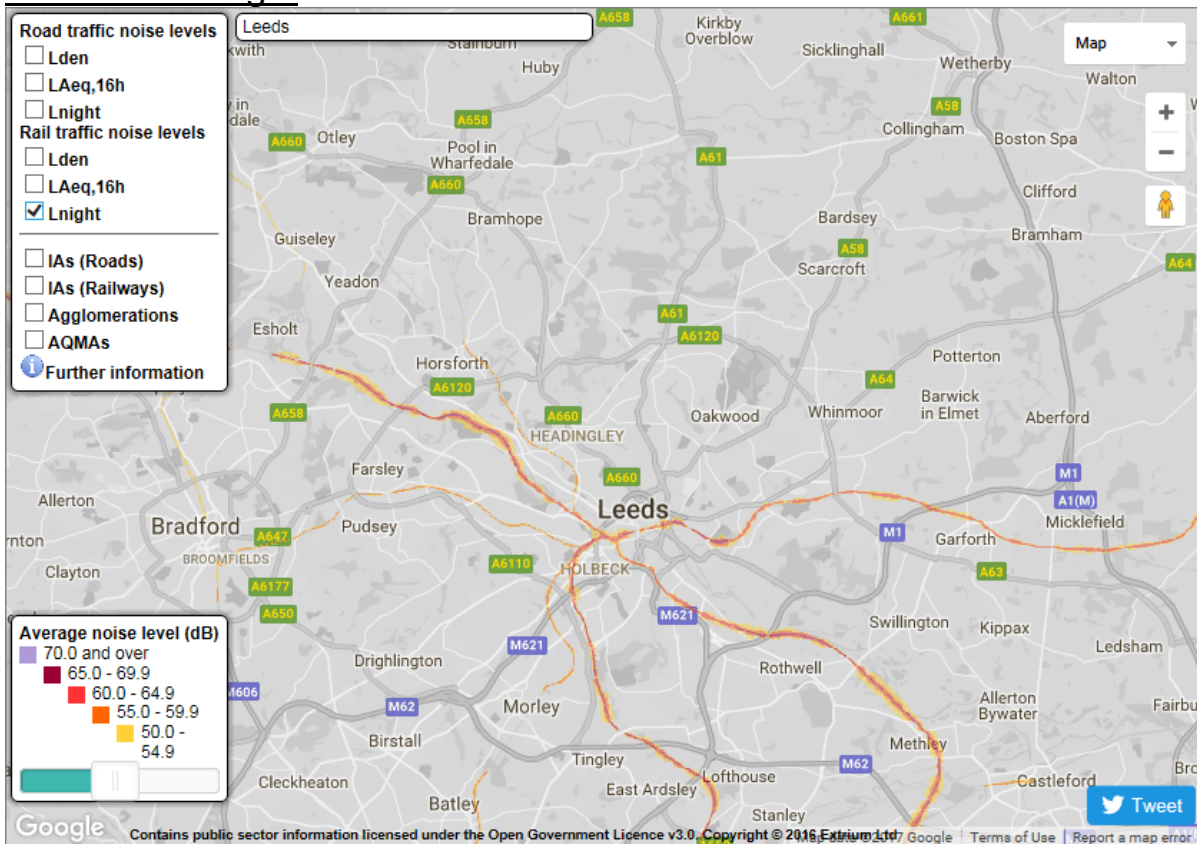 Road traffic noise levels
Lden
LAeq,16h
Lnight
Rail traffic noise levels
Lden
LAeq,16h
Lnight
IAs (Roads)
IAs (Railways)
Agglomerations
AQMAs
Further information
Leeds
Map
A658
Kirkby
Overblow
A661
Sicklinghall
Wetherby
Walton
Stainburn
Huby
A658
A58
Collingham
Boston Spa
A660
Otley
Pool in
Wharfedale
A61
A660
Clifford
Bramhope
Bardsey
Bramham
Guiseley
A58
Scarcroft
A64
Yeadon
A61
A6120
Esholt
Horsforth
Potterton
A6120
A64
Barwick
in Elmet
A658
A660
Oakwood
Whinmoor
Aberford
HEADINGLEY
Farsley
A660
M1
Allerton
Leeds
A1(M)
Bradford
Pudsey
Micklefield
A647
M1
Garforth
BROOMFIELDS
Clayton
A6110
HOLBECK
A63
A6177
A650
M621
Swillington
Kippax
M621
Ledsham
Drighlington
Rothwell
M606
M62
Morley
Allerton
Bywater
Birstall
Methley
Tingley
M62
Cleckheaton
East Ardsley
Lofthouse
Castleford
Batley
Stanley
Average noise level (dB)
70.0 and over
65.0 - 69.9
60.0 - 64.9
55.0 - 59.9
50.0 -
54.9
Tweet
Google
Contains public sector information licensed under the Open Government Licence v3.0. Copyright © 2016 Extrium Ltd
Map data ©2017 Google
Terms of Use
Report a map error